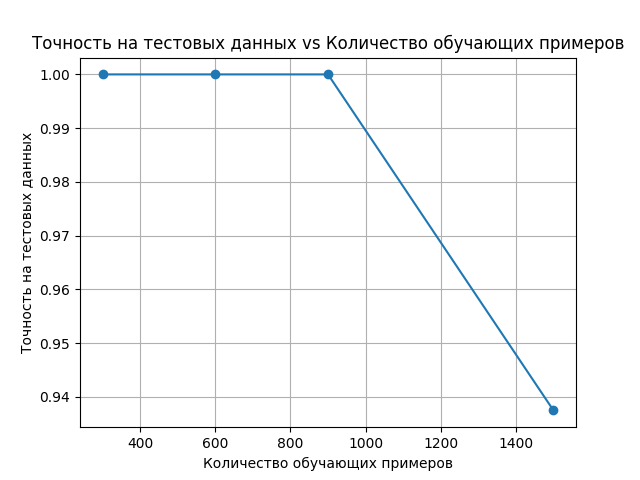 Точность на тестовых данных vs Количество обучающих примеров
Точность на тестовых данных
1.00
0.99
0.98
0.97
0.96
0.95
0.94
400 600 800 1000 1200 1400
Количество обучающих примеров